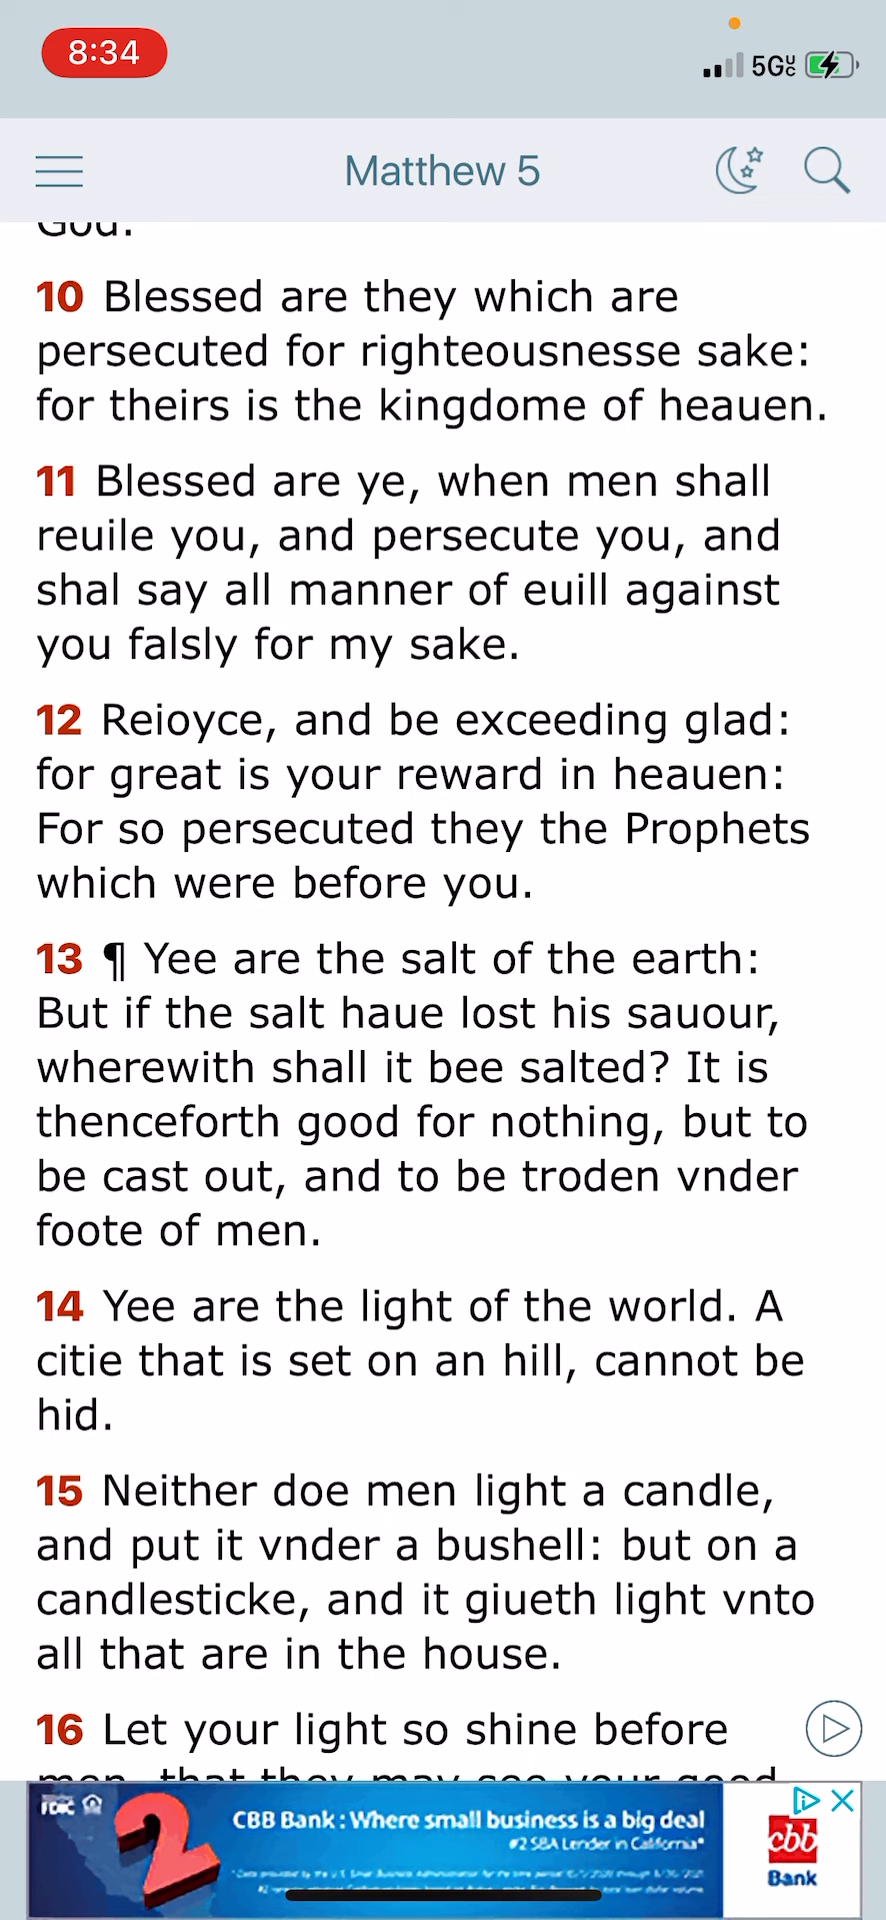 8:34
5G
Matthew 5
God.
10 Blessed are they which are
persecuted for righteousnesse sake:
for theirs is the kingdome of heauen.
11 Blessed are ye, when men shall
reuile you, and persecute you, and
shal say all manner of euill against
you falsly for my sake.
12 Reioyce, and be exceeding glad:
for great is your reward in heauen:
For so persecuted they the Prophets
which were before you.
13 ¶ Yee are the salt of the earth:
But if the salt haue lost his sauour,
wherewith shall it bee salted? It is
thenceforth good for nothing, but to
be cast out, and to be troden vnder
foote of men.
14 Yee are the light of the world. A
citie that is set on an hill, cannot be
hid.
15 Neither doe men light a candle,
and put it vnder a bushell: but on a
candlesticke, and it giueth light vnto
all that are in the house.
16 Let your light so shine before
men, that they may see your good
FDIC
2
CBB Bank : Where small business is a big deal
#2 SBA Lender in California*
cbb
Bank